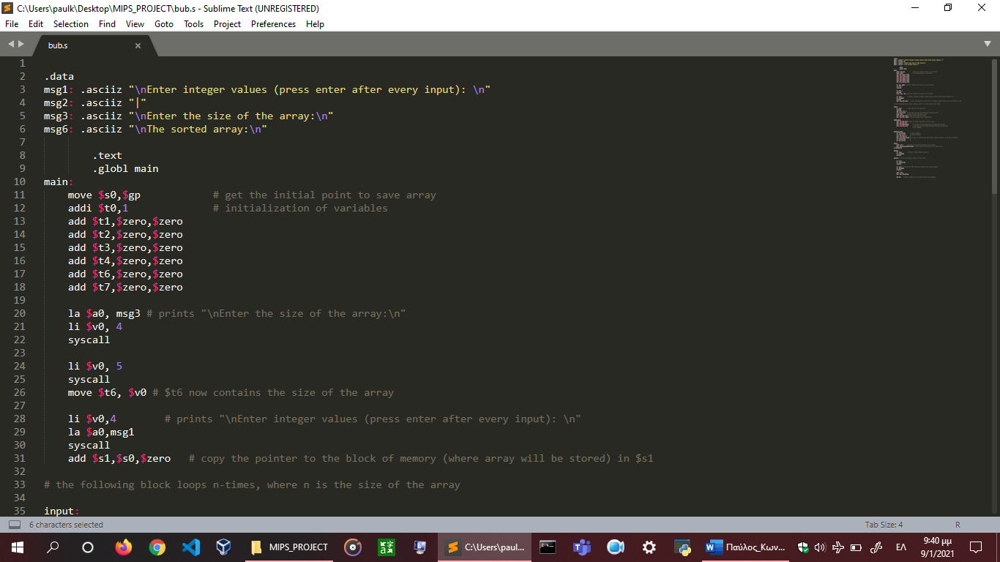 C:\Users\paulk\Desktop\MIPS_PROJECT\bub.s - Sublime Text (UNREGISTERED)
File Edit Selection Find View Goto Tools Project Preferences Help
bub.s
1
2 .data
3 msg1: .asciiz "\nEnter integer values (press enter after every input): \n"
4 msg2: .asciiz "|"
5 msg3: .asciiz "\nEnter the size of the array:\n"
6 msg6: .asciiz "\nThe sorted array:\n"
7
8 .text
9 .globl main
10 main:
11 move $s0,$gp # get the initial point to save array
12 addi $t0,1 # initialization of variables
13 add $t1,$zero,$zero
14 add $t2,$zero,$zero
15 add $t3,$zero,$zero
16 add $t4,$zero,$zero
17 add $t6,$zero,$zero
18 add $t7,$zero,$zero
19
20 la $a0, msg3 # prints "\nEnter the size of the array:\n"
21 li $v0, 4
22 syscall
23
24 li $v0, 5
25 syscall
26 move $t6, $v0 # $t6 now contains the size of the array
27
28 li $v0,4 # prints "\nEnter integer values (press enter after every input): \n"
29 la $a0,msg1
30 syscall
31 add $s1,$s0,$zero # copy the pointer to the block of memory (where array will be stored) in $s1
32
33 # the following block loops n-times, where n is the size of the array
34
35 input:
6 characters selected Tab Size: 4 R
MIPS_PROJECT C:\Users\paul... Παύλος_Κων... ΕΛ 9:40 μμ
9/1/2021